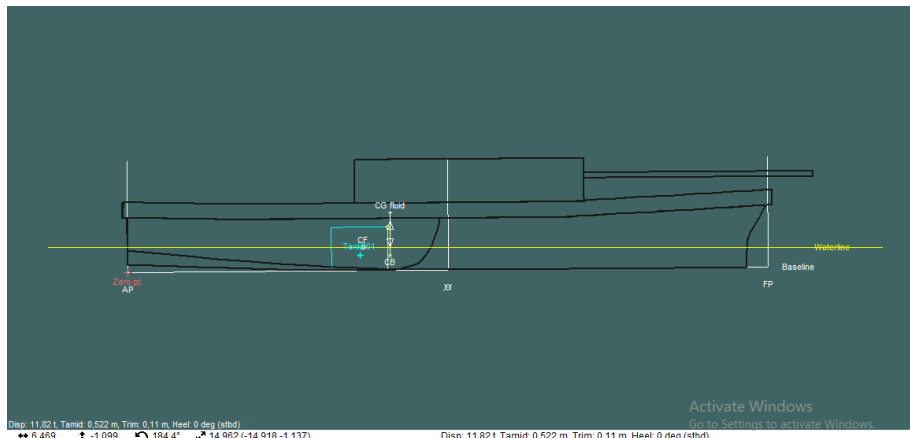 CG fluid
CF
Tank01
Waterline
CB
Baseline
Zero pt.
AP
FP
Activate Windows
Go to Settings to activate Windows.
Disp: 11,82 t, Tamid: 0,522 m, Trim: 0,11 m, Heel: 0 deg (stbd)
6.469 -1.099 184.4° 14.962 (-14.918 -1.137) Disp: 11,82 t, Tamid: 0,522 m, Trim: 0,11 m, Heel: 0 deg (stbd)